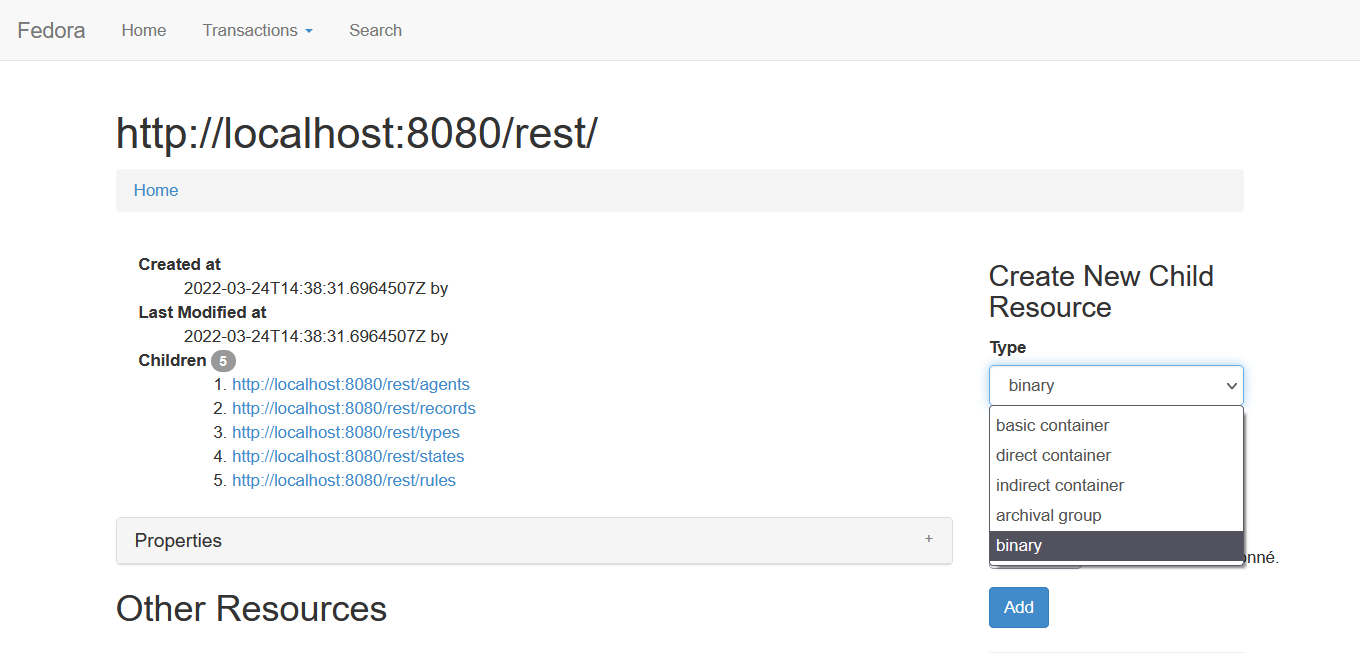 Fedora Home Transactions Search
http://localhost:8080/rest/
Home
Created at
2022-03-24T14:38:31.6964507Z by
Last Modified at
2022-03-24T14:38:31.6964507Z by
Children 5
1. http://localhost:8080/rest/agents
2. http://localhost:8080/rest/records
3. http://localhost:8080/rest/types
4. http://localhost:8080/rest/states
5. http://localhost:8080/rest/rules
Properties +
Other Resources
Create New Child
Resource
Type
binary
basic container
direct container
indirect container
archival group
binary
nné.
Add